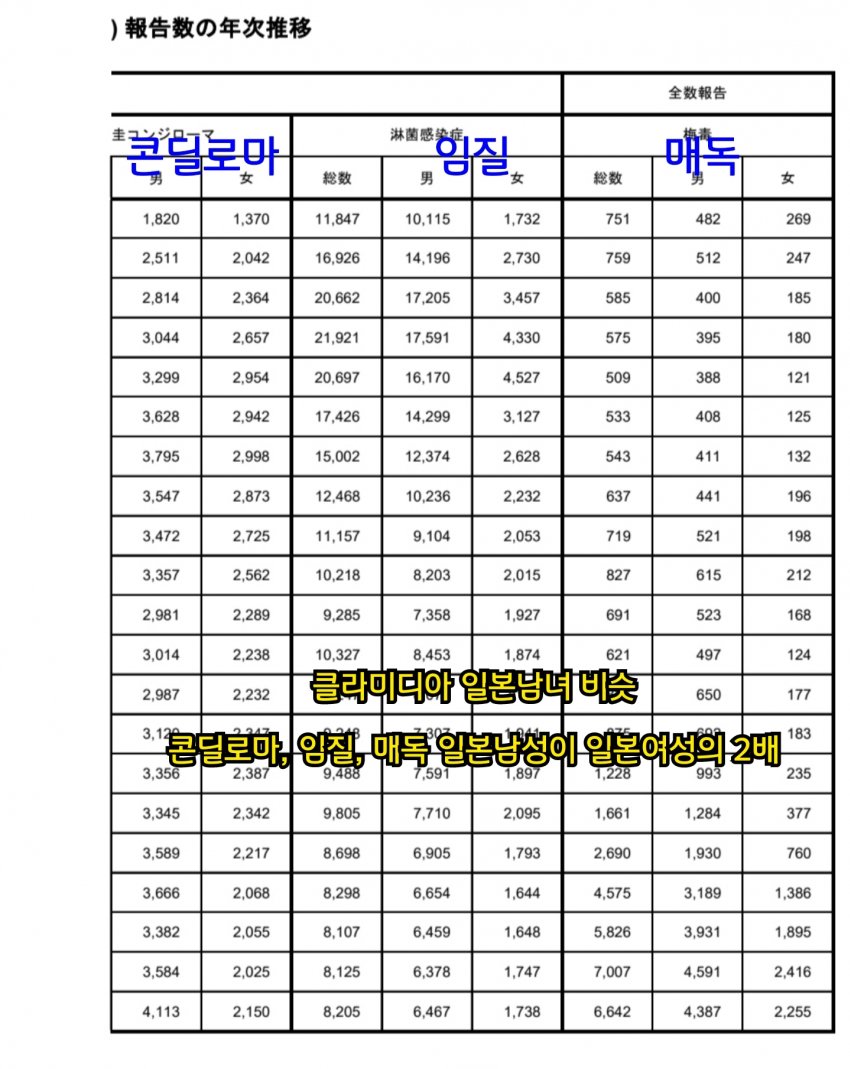 ) 報告数の年次推移
全数報告
圭コンジローマ 淋菌感染症 梅毒
콘딜로마 임질 매독
男 女 総数 男 女 総数 男 女
1,820 1,370 11,847 10,115 1,732 751 482 269
2,511 2,042 16,926 14,196 2,730 759 512 247
2,814 2,364 20,662 17,205 3,457 585 400 185
3,044 2,657 21,921 17,591 4,330 575 395 180
3,299 2,954 20,697 16,170 4,527 509 388 121
3,628 2,942 17,426 14,299 3,127 533 408 125
3,795 2,998 15,002 12,374 2,628 543 411 132
3,547 2,873 12,468 10,236 2,232 637 441 196
3,472 2,725 11,157 9,104 2,053 719 521 198
3,357 2,562 10,218 8,203 2,015 827 615 212
2,981 2,289 9,285 7,358 1,927 691 523 168
3,014 2,238 10,327 8,453 1,874 621 497 124
클라미디아 일본남녀 비슷
2,987 2,232 650 177
3,129 2,347 183
콘딜로마, 임질, 매독 일본남성이 일본여성의 2배
3,356 2,387 9,488 7,591 1,897 1,228 993 235
3,345 2,342 9,805 7,710 2,095 1,661 1,284 377
3,589 2,217 8,698 6,905 1,793 2,690 1,930 760
3,666 2,068 8,298 6,654 1,644 4,575 3,189 1,386
3,382 2,055 8,107 6,459 1,648 5,826 3,931 1,895
3,584 2,025 8,125 6,378 1,747 7,007 4,591 2,416
4,113 2,150 8,205 6,467 1,738 6,642 4,387 2,255